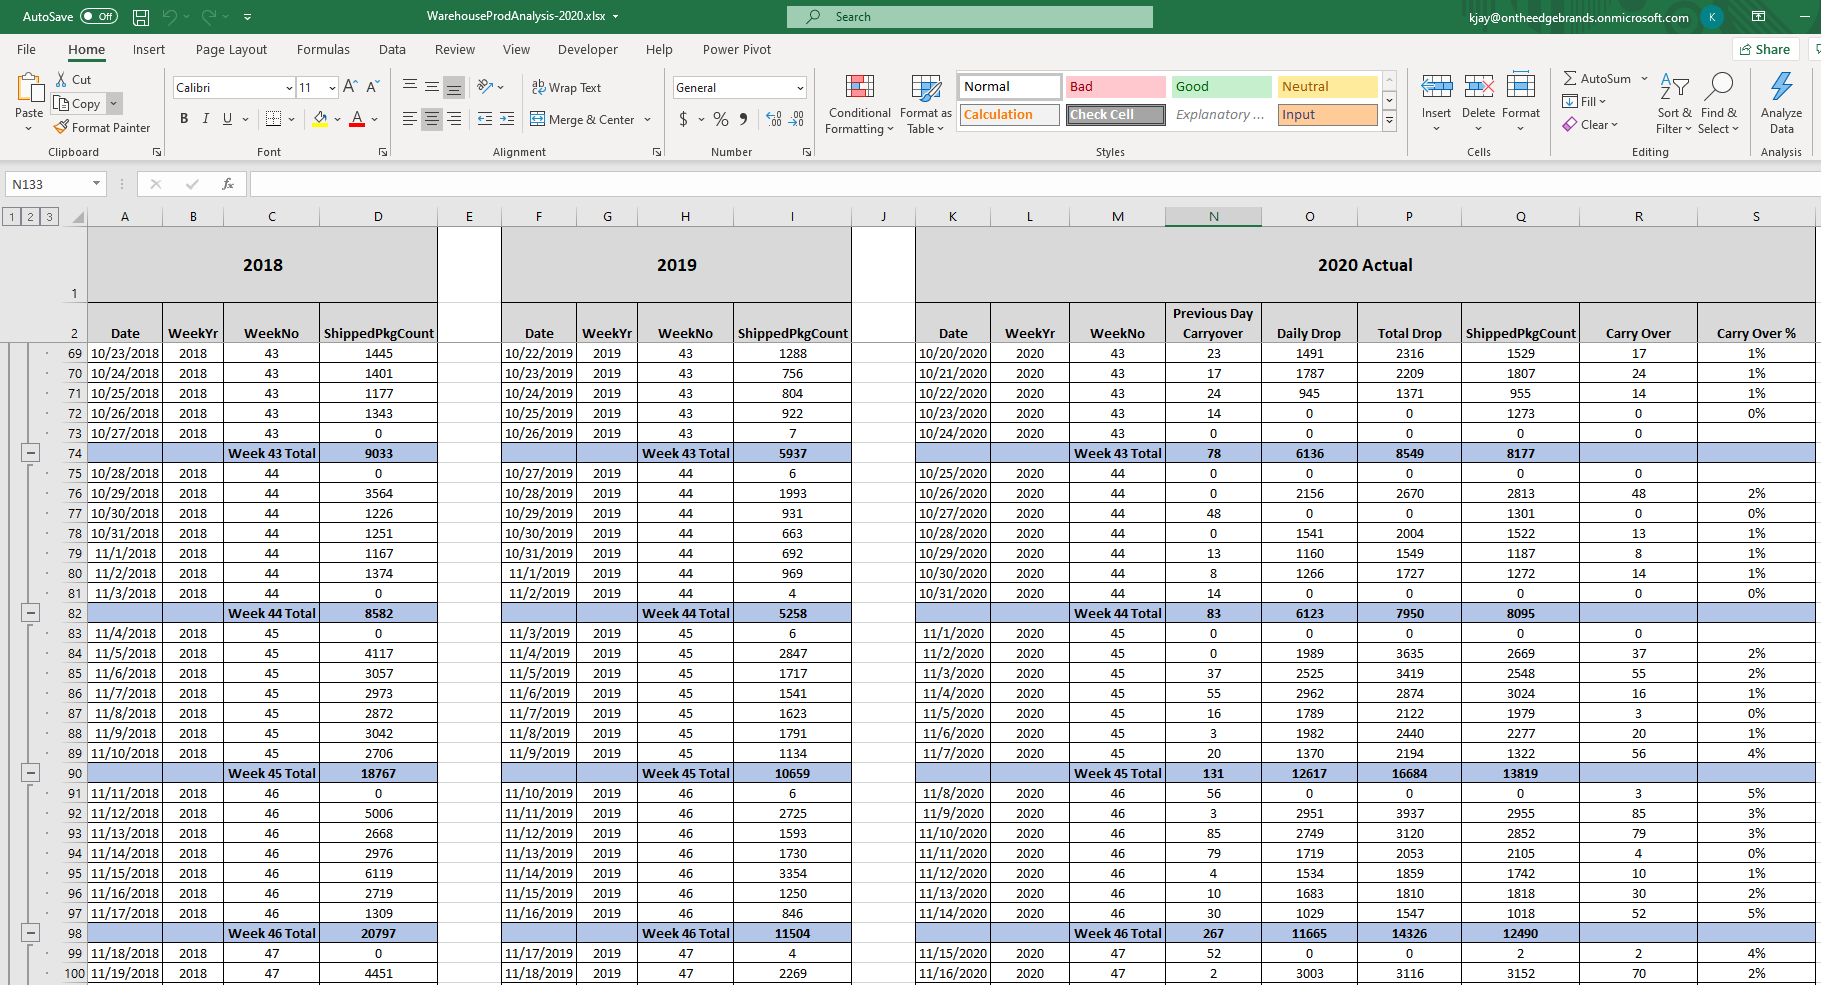 AutoSave Off WarehouseProdAnalysis-2020.xlsx Search kjay@ontheedgebrands.onmicrosoft.com K
File Home Insert Page Layout Formulas Data Review View Developer Help Power Pivot Share
Paste Cut Copy Format Painter Clipboard
Calibri 11 A A B I U A Font
Wrap Text Merge & Center Alignment
General $ % Number
Conditional Formatting Format as Table Normal Bad Good Neutral Calculation Check Cell Explanatory ... Input Styles
Insert Delete Format Cells
AutoSum Fill Clear Sort & Filter Find & Select Editing
Analyze Data Analysis
N133 fx
1 2 3 A B C D E F G H I J K L M N O P Q R S
1 2018 2019 2020 Actual
2 Date WeekYr WeekNo ShippedPkgCount Date WeekYr WeekNo ShippedPkgCount Date WeekYr WeekNo Previous Day Carryover Daily Drop Total Drop ShippedPkgCount Carry Over Carry Over %
69 10/23/2018 2018 43 1445 10/22/2019 2019 43 1288 10/20/2020 2020 43 23 1491 2316 1529 17 1%
70 10/24/2018 2018 43 1401 10/23/2019 2019 43 756 10/21/2020 2020 43 17 1787 2209 1807 24 1%
71 10/25/2018 2018 43 1177 10/24/2019 2019 43 804 10/22/2020 2020 43 24 945 1371 955 14 1%
72 10/26/2018 2018 43 1343 10/25/2019 2019 43 922 10/23/2020 2020 43 14 0 0 1273 0 0%
73 10/27/2018 2018 43 0 10/26/2019 2019 43 7 10/24/2020 2020 43 0 0 0 0 0
74 Week 43 Total 9033 Week 43 Total 5937 Week 43 Total 78 6136 8549 8177
75 10/28/2018 2018 44 0 10/27/2019 2019 44 6 10/25/2020 2020 44 0 0 0 0 0
76 10/29/2018 2018 44 3564 10/28/2019 2019 44 1993 10/26/2020 2020 44 0 2156 2670 2813 48 2%
77 10/30/2018 2018 44 1226 10/29/2019 2019 44 931 10/27/2020 2020 44 48 0 0 1301 0 0%
78 10/31/2018 2018 44 1251 10/30/2019 2019 44 663 10/28/2020 2020 44 0 1541 2004 1522 13 1%
79 11/1/2018 2018 44 1167 10/31/2019 2019 44 692 10/29/2020 2020 44 13 1160 1549 1187 8 1%
80 11/2/2018 2018 44 1374 11/1/2019 2019 44 969 10/30/2020 2020 44 8 1266 1727 1272 14 1%
81 11/3/2018 2018 44 0 11/2/2019 2019 44 4 10/31/2020 2020 44 14 0 0 0 0 0%
82 Week 44 Total 8582 Week 44 Total 5258 Week 44 Total 83 6123 7950 8095
83 11/4/2018 2018 45 0 11/3/2019 2019 45 6 11/1/2020 2020 45 0 0 0 0 0
84 11/5/2018 2018 45 4117 11/4/2019 2019 45 2847 11/2/2020 2020 45 0 1989 3635 2669 37 2%
85 11/6/2018 2018 45 3057 11/5/2019 2019 45 1717 11/3/2020 2020 45 37 2525 3419 2548 55 2%
86 11/7/2018 2018 45 2973 11/6/2019 2019 45 1541 11/4/2020 2020 45 55 2962 2874 3024 16 1%
87 11/8/2018 2018 45 2872 11/7/2019 2019 45 1623 11/5/2020 2020 45 16 1789 2122 1979 3 0%
88 11/9/2018 2018 45 3042 11/8/2019 2019 45 1791 11/6/2020 2020 45 3 1982 2440 2277 20 1%
89 11/10/2018 2018 45 2706 11/9/2019 2019 45 1134 11/7/2020 2020 45 20 1370 2194 1322 56 4%
90 Week 45 Total 18767 Week 45 Total 10659 Week 45 Total 131 12617 16684 13819
91 11/11/2018 2018 46 0 11/10/2019 2019 46 6 11/8/2020 2020 46 56 0 0 0 3 5%
92 11/12/2018 2018 46 5006 11/11/2019 2019 46 2725 11/9/2020 2020 46 3 2951 3937 2955 85 3%
93 11/13/2018 2018 46 2668 11/12/2019 2019 46 1593 11/10/2020 2020 46 85 2749 3120 2852 79 3%
94 11/14/2018 2018 46 2976 11/13/2019 2019 46 1730 11/11/2020 2020 46 79 1719 2053 2105 4 0%
95 11/15/2018 2018 46 6119 11/14/2019 2019 46 3354 11/12/2020 2020 46 4 1534 1859 1742 10 1%
96 11/16/2018 2018 46 2719 11/15/2019 2019 46 1250 11/13/2020 2020 46 10 1683 1810 1818 30 2%
97 11/17/2018 2018 46 1309 11/16/2019 2019 46 846 11/14/2020 2020 46 30 1029 1547 1018 52 5%
98 Week 46 Total 20797 Week 46 Total 11504 Week 46 Total 267 11665 14326 12490
99 11/18/2018 2018 47 0 11/17/2019 2019 47 4 11/15/2020 2020 47 52 0 0 2 2 4%
100 11/19/2018 2018 47 4451 11/18/2019 2019 47 2269 11/16/2020 2020 47 2 3003 3116 3152 70 2%